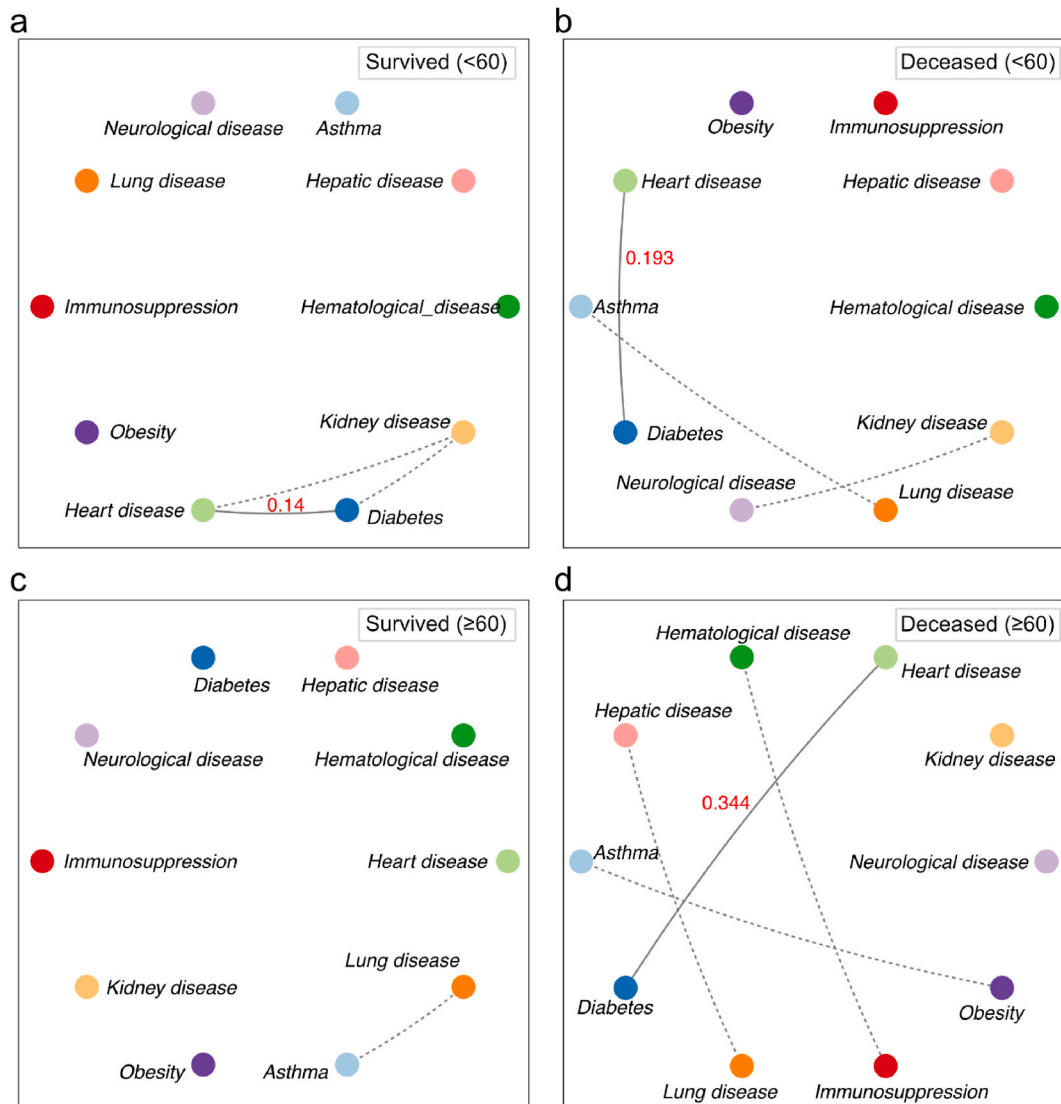 a
Survived (<60)
Neurological disease
Asthma
Lung disease
Hepatic disease
Immunosuppression
Hematological_disease
Obesity
Kidney disease
Heart disease
0.14
Diabetes
b
Deceased (<60)
Obesity
Immunosuppression
Heart disease
Hepatic disease
0.193
Asthma
Hematological disease
Diabetes
Kidney disease
Neurological disease
Lung disease
c
Survived (≥60)
Diabetes
Hepatic disease
Neurological disease
Hematological disease
Immunosuppression
Heart disease
Lung disease
Kidney disease
Obesity
Asthma
d
Deceased (≥60)
Hematological disease
Heart disease
Hepatic disease
Kidney disease
0.344
Asthma
Neurological disease
Diabetes
Obesity
Lung disease
Immunosuppression